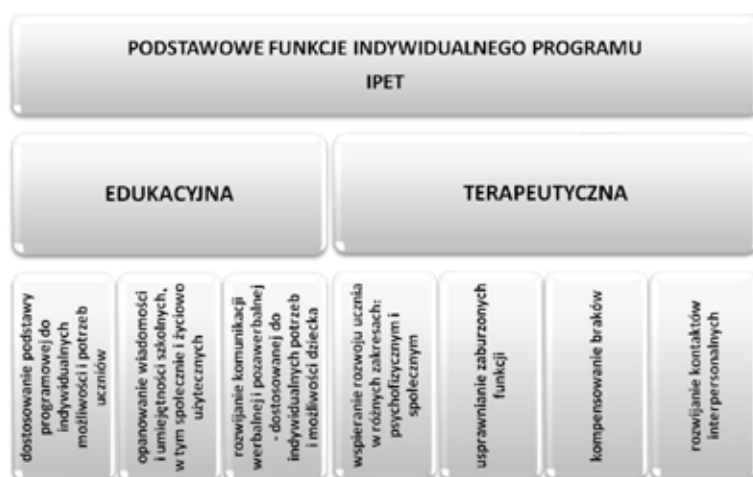 PODSTAWOWE FUNKCJE INDYWIDUALNEGO PROGRAMU
IPET
EDUKACYJNA
TERAPEUTYCZNA
dostosowanie podstawy
programowej do
indywidualnych
możliwości i potrzeb
uczniów
opanowanie wiadomości
i umiejętności szkolnych,
w tym społecznie i życiowo
użytecznych
rozwijanie komunikacji
werbalnej i pozawerbalnej
- dostosowanej do
indywidualnych potrzeb
i możliwości dziecka
wspieranie rozwoju ucznia
w różnych zakresach:
psychofizycznym i
społecznym
usprawnianie zaburzonych
funkcji
kompensowanie braków
rozwijanie kontaktów
interpersonalnych